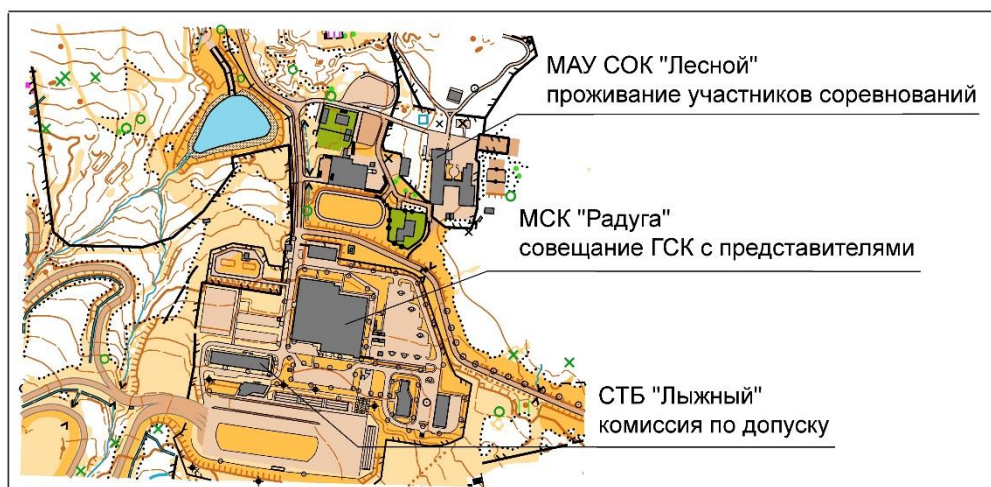 МАУ СОК "Лесной"
проживание участников соревнований
МСК "Радуга"
совещание ГСК с представителями
СТБ "Лыжный"
комиссия по допуску